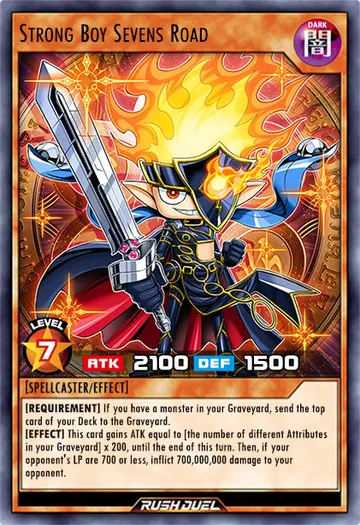 STRONG BOY SEVENS ROAD
DARK
闇
LEVEL
7
ATK 2100 DEF 1500
[SPELLCASTER/EFFECT]
[REQUIREMENT] If you have a monster in your Graveyard, send the top
card of your Deck to the Graveyard.
[EFFECT] This card gains ATK equal to [the number of different Attributes
in your Graveyard] x 200, until the end of this turn. Then, if your
opponent's LP are 700 or less, inflict 700,000,000 damage to your
opponent.
RUSH DUEL